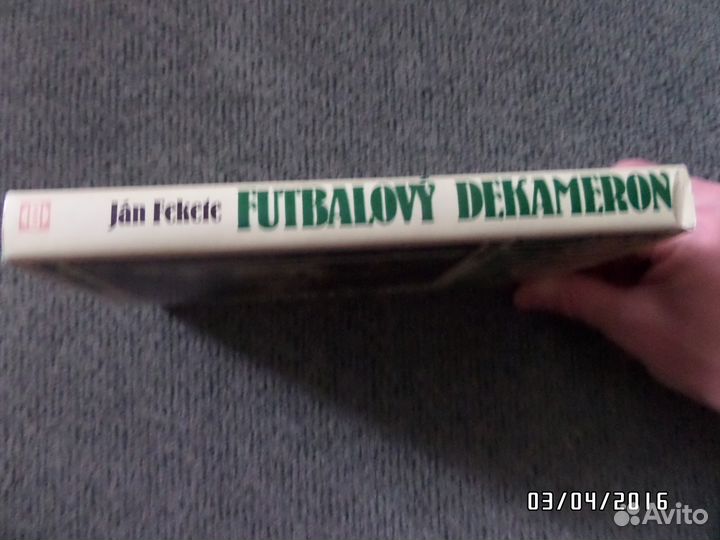 Ján Fekete FUTBALOVÝ DEKAMERON
03/04/2016
Avito